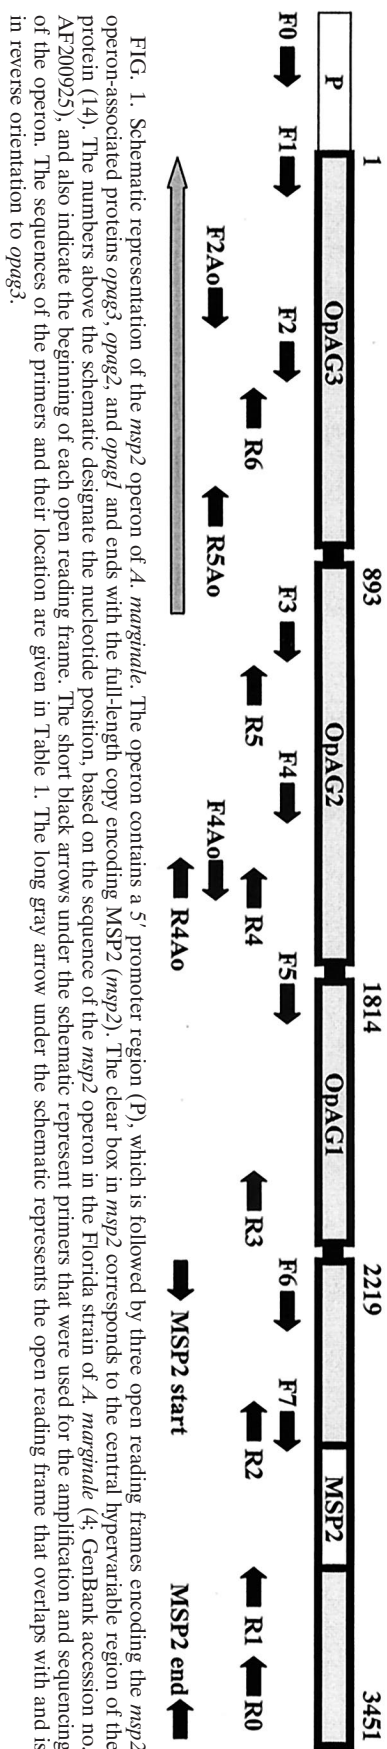 1 893 1814 2219 3451
P OpAG3 OpAG2 OpAG1 MSP2
F0 F1 F2 F3 F4 F5 F6 F7
R6 R5 R4 R3 R2 R1 R0
F2Ao R5Ao F4Ao
R4Ao MSP2 start MSP2 end
FIG. 1. Schematic representation of the msp2 operon of A. marginale. The operon contains a 5′ promoter region (P), which is followed by three open reading frames encoding the msp2
operon-associated proteins opag3, opag2, and opag1 and ends with the full-length copy encoding MSP2 (msp2). The clear box in msp2 corresponds to the central hypervariable region of the
protein (14). The numbers above the schematic designate the nucleotide position, based on the sequence of the msp2 operon in the Florida strain of A. marginale (4; GenBank accession no.
AF200925), and also indicate the beginning of each open reading frame. The short black arrows under the schematic represent primers that were used for the amplification and sequencing
of the operon. The sequences of the primers and their location are given in Table 1. The long gray arrow under the schematic represents the open reading frame that overlaps with and is
in reverse orientation to opag3.